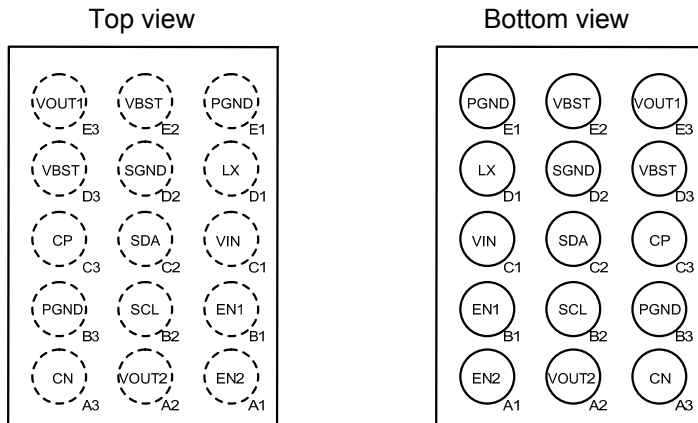 Top view Bottom view
VOUT1 VBST PGND PGND VBST VOUT1
E3 E2 E1 E1 E2 E3
VBST SGND LX LX SGND VBST
D3 D2 D1 D1 D2 D3
CP SDA VIN VIN SDA CP
C3 C2 C1 C1 C2 C3
PGND SCL EN1 EN1 SCL PGND
B3 B2 B1 B1 B2 B3
CN VOUT2 EN2 EN2 VOUT2 CN
A3 A2 A1 A1 A2 A3